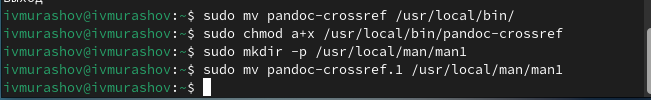 ivmurashov@ivmurashov:~$ sudo mv pandoc-crossref /usr/local/bin/
ivmurashov@ivmurashov:~$ sudo chmod a+x /usr/local/bin/pandoc-crossref
ivmurashov@ivmurashov:~$ sudo mkdir -p /usr/local/man/man1
ivmurashov@ivmurashov:~$ sudo mv pandoc-crossref.1 /usr/local/man/man1
ivmurashov@ivmurashov:~$